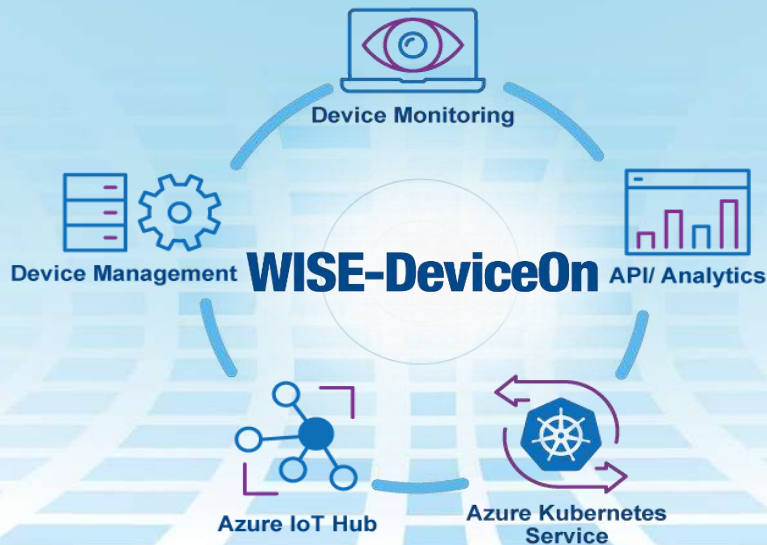 Device Monitoring
Device Management
WISE-DeviceOn
API/ Analytics
Azure IoT Hub
Azure Kubernetes
Service